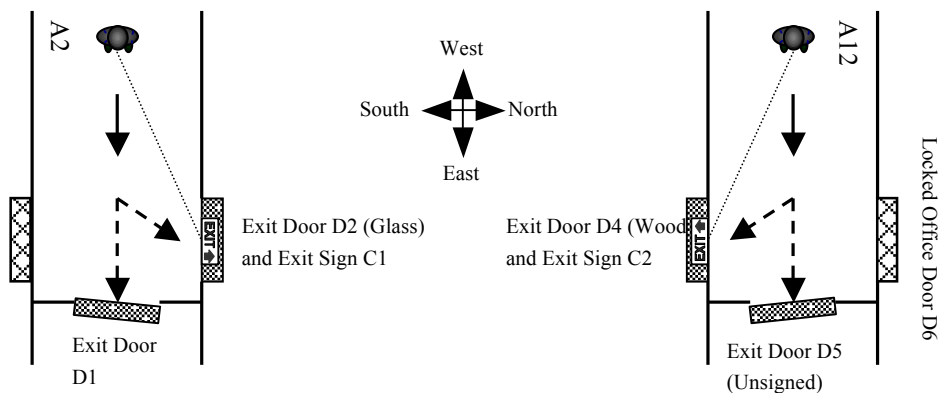 A2
West
South
North
East
A12
Exit Door D2 (Glass)
and Exit Sign C1
EXIT
Exit Door D4 (Wood
and Exit Sign C2
EXIT
Locked Office Door D6
Exit Door
D1
Exit Door D5
(Unsigned)